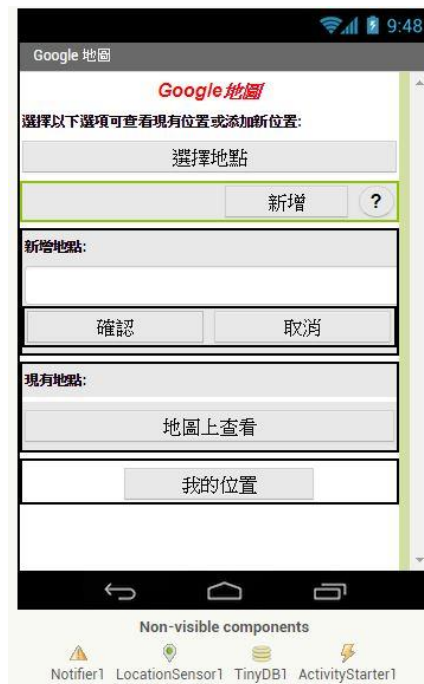 9:48
Google 地圖
Google地圖
選擇以下選項可查看現有位置或添加新位置:
選擇地點
新增 ?
新增地點:
確認 取消
現有地點:
地圖上查看
我的位置
Non-visible components
Notifier1 LocationSensor1 TinyDB1 ActivityStarter1